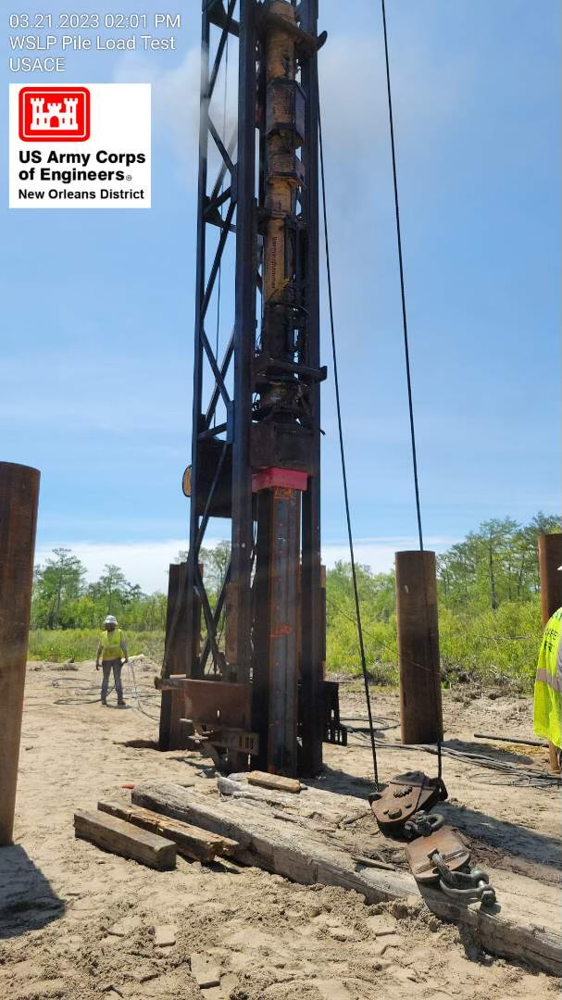 03.21.2023 02:01 PM
WSLP Pile Load Test
USACE
US Army Corps
of Engineers®
New Orleans District
Berminghammer